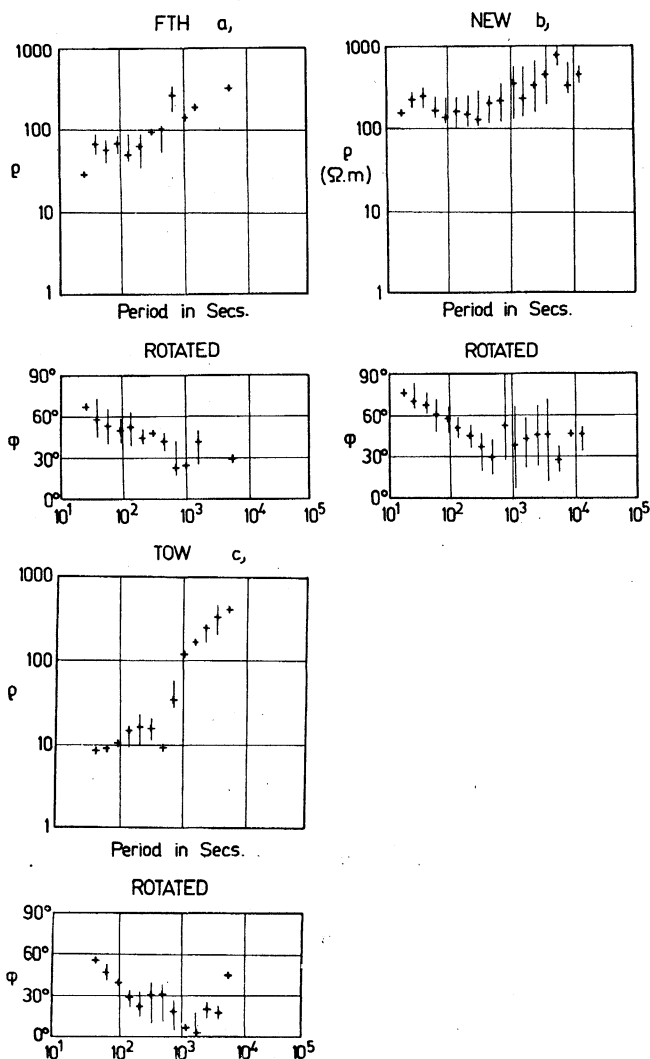 FTH a,
1000
100
ρ
10
1
Period in Secs.
ROTATED
90°
60°
φ
30°
0°
10¹ 10² 10³ 10⁴ 10⁵
NEW b,
1000
100
ρ
(Ω.m)
10
1
Period in Secs.
ROTATED
90°
60°
φ
30°
0°
10¹ 10² 10³ 10⁴ 10⁵
TOW c,
1000
100
ρ
10
1
Period in Secs.
ROTATED
90°
60°
φ
30°
0°
10¹ 10² 10³ 10⁴ 10⁵